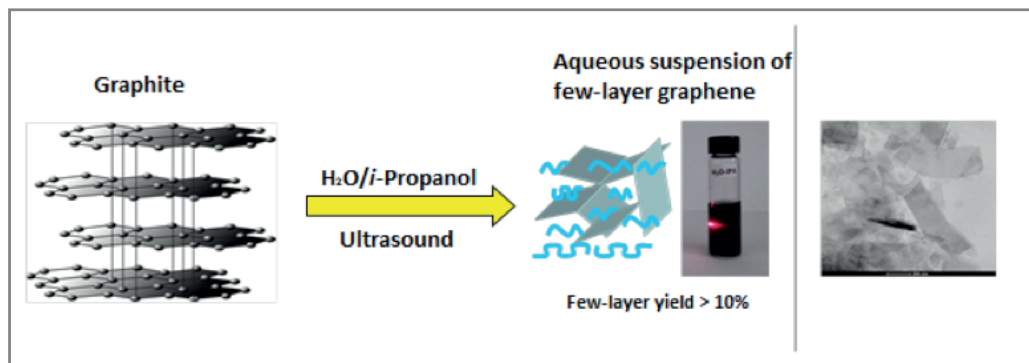 Graphite
H₂O/i-Propanol
Ultrasound
Aqueous suspension of
few-layer graphene
Few-layer yield > 10%